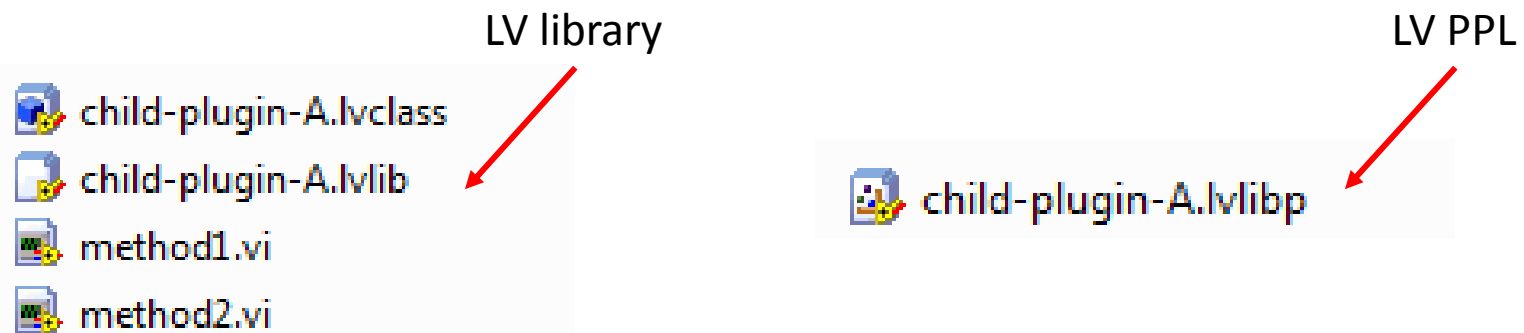 LV library
child-plugin-A.lvclass
child-plugin-A.lvlib
method1.vi
method2.vi
LV PPL
child-plugin-A.lvlibp